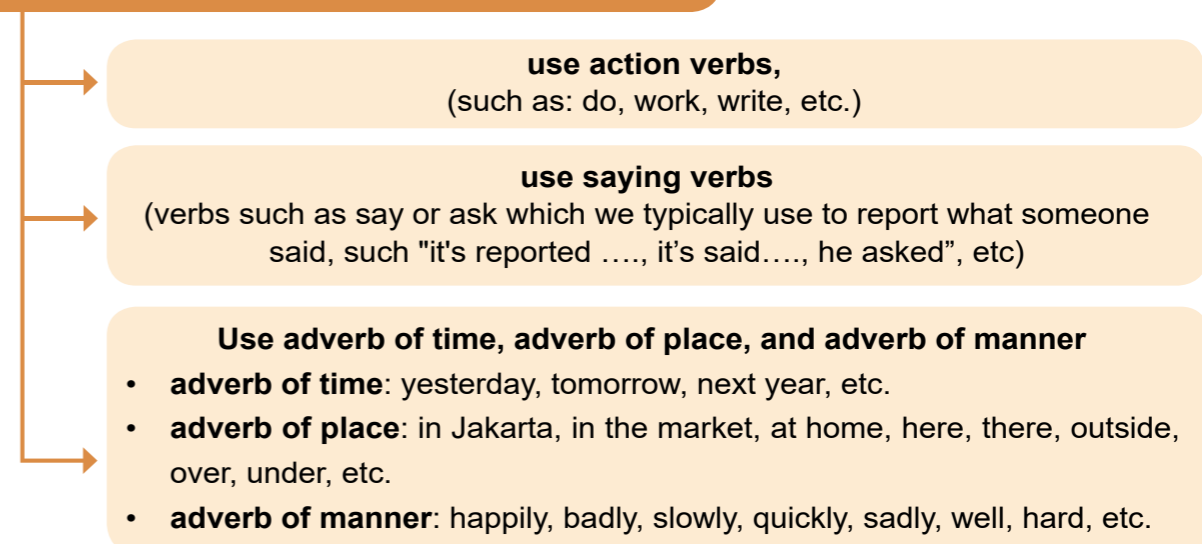 use action verbs,
(such as: do, work, write, etc.)
use saying verbs
(verbs such as say or ask which we typically use to report what someone
said, such "it's reported …., it’s said…., he asked”, etc)
Use adverb of time, adverb of place, and adverb of manner
• adverb of time: yesterday, tomorrow, next year, etc.
• adverb of place: in Jakarta, in the market, at home, here, there, outside,
over, under, etc.
• adverb of manner: happily, badly, slowly, quickly, sadly, well, hard, etc.